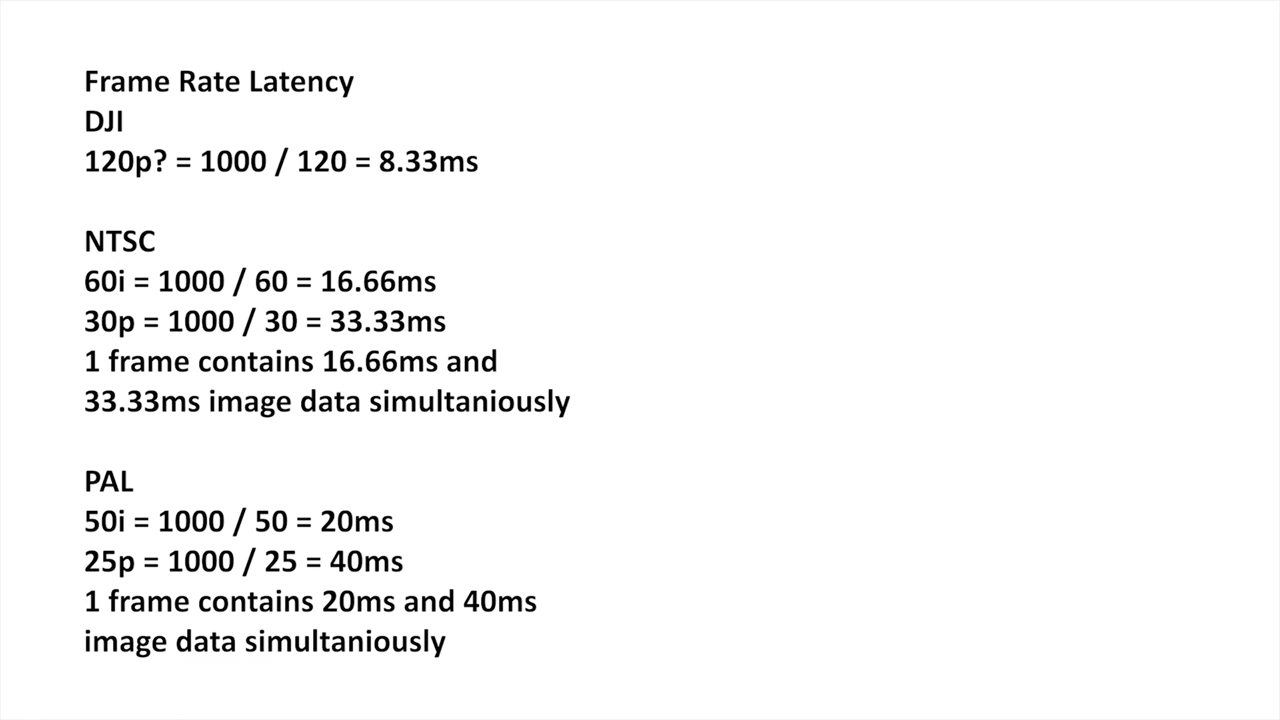 Frame Rate Latency
DJI
120p? = 1000 / 120 = 8.33ms
NTSC
60i = 1000 / 60 = 16.66ms
30p = 1000 / 30 = 33.33ms
1 frame contains 16.66ms and
33.33ms image data simultaniously
PAL
50i = 1000 / 50 = 20ms
25p = 1000 / 25 = 40ms
1 frame contains 20ms and 40ms
image data simultaniously